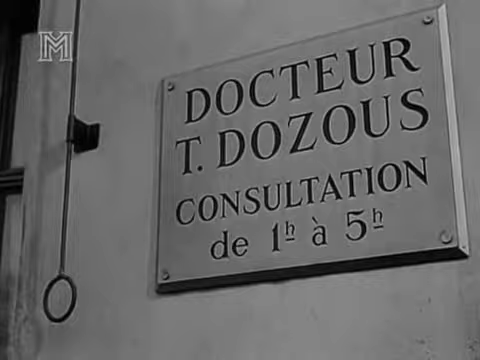 M
DOCTEUR
T. DOZOUS
CONSULTATION
de 1h à 5h